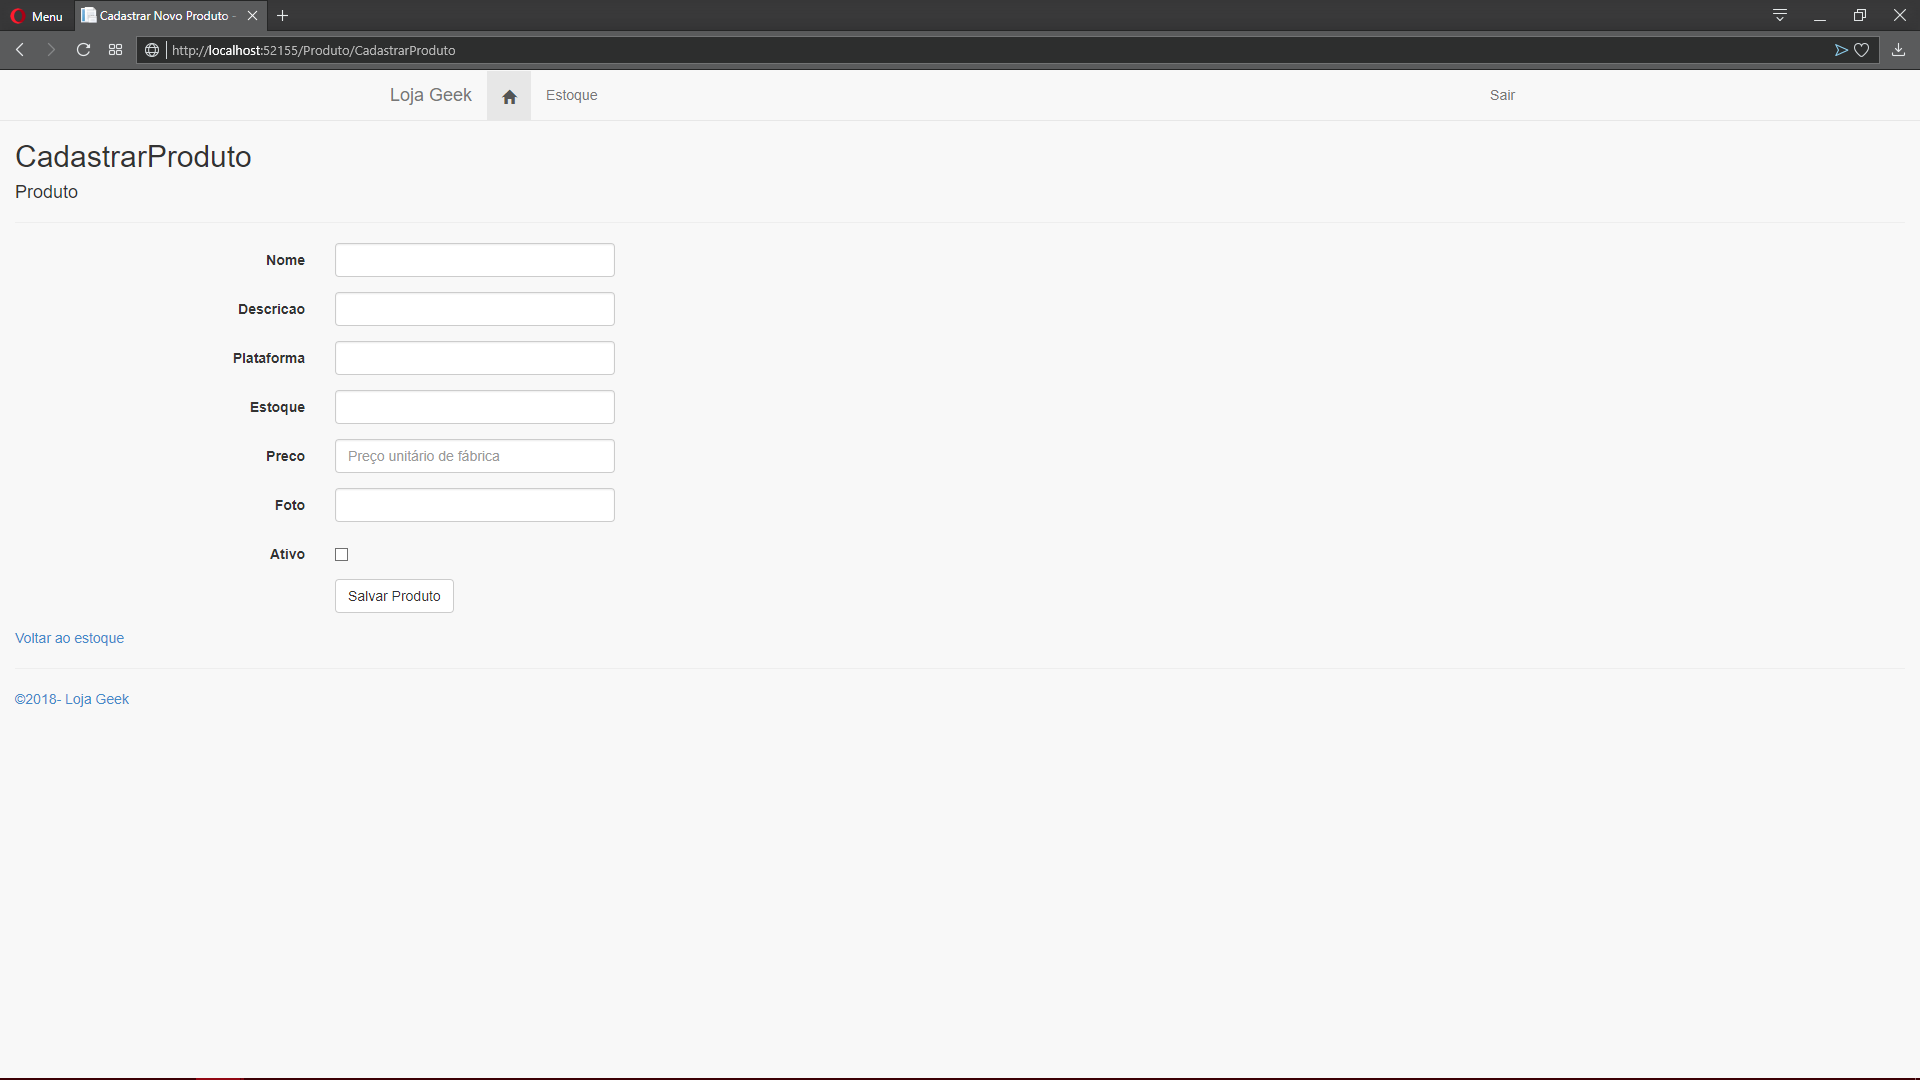 Menu
Cadastrar Novo Produto -
http://localhost:52155/Produto/CadastrarProduto
Loja Geek Estoque Sair
CadastrarProduto
Produto
Nome
Descricao
Plataforma
Estoque
Preco Preço unitário de fábrica
Foto
Ativo
Salvar Produto
Voltar ao estoque
©2018- Loja Geek